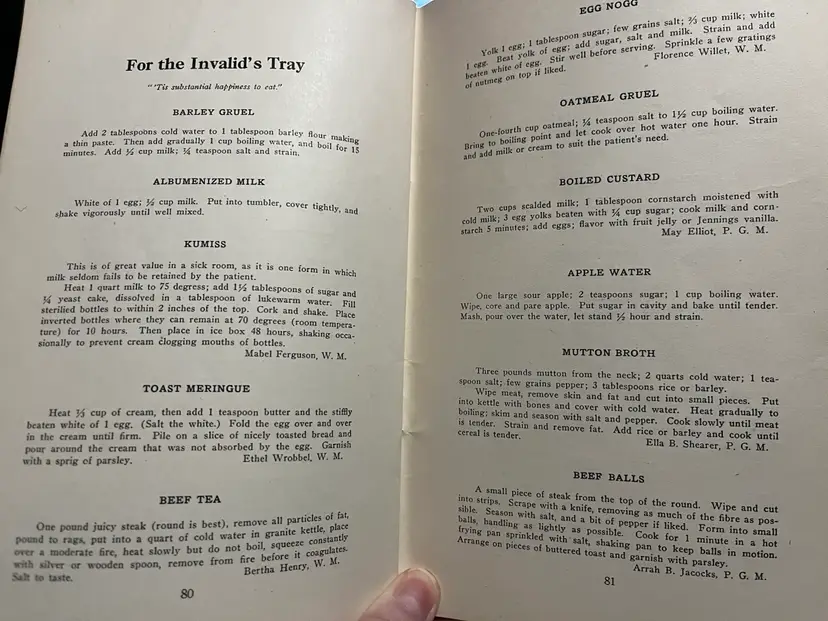 For the Invalid's Tray
"'Tis substantial happiness to eat."
BARLEY GRUEL
Add 2 tablespoons cold water to 1 tablespoon barley flour making
a thin paste. Then add gradually 1 cup boiling water, and boil for 15
minutes. Add ½ cup milk; ¼ teaspoon salt and strain.
ALBUMENIZED MILK
White of 1 egg; ½ cup milk. Put into tumbler, cover tightly, and
shake vigorously until well mixed.
KUMISS
This is of great value in a sick room, as it is one form in which
milk seldom fails to be retained by the patient.
Heat 1 quart milk to 75 degrees; add 1½ tablespoons of sugar and
¼ yeast cake, dissolved in a tablespoon of lukewarm water. Fill
sterilied bottles to within 2 inches of the top. Cork and shake. Place
inverted bottles where they can remain at 70 degrees (room tempera-
ture) for 10 hours. Then place in ice box 48 hours, shaking occa-
sionally to prevent cream clogging mouths of bottles.
Mabel Ferguson, W. M.
TOAST MERINGUE
Heat ⅓ cup of cream, then add 1 teaspoon butter and the stiffly
beaten white of 1 egg. (Salt the white.) Fold the egg over and over
in the cream until firm. Pile on a slice of nicely toasted bread and
pour around the cream that was not absorbed by the egg. Garnish
with a sprig of parsley.
Ethel Wrobbel, W. M.
BEEF TEA
One pound juicy steak (round is best), remove all particles of fat,
pound to rags, put into a quart of cold water in granite kettle, place
over a moderate fire, heat slowly but do not boil, squeeze constantly
with silver or wooden spoon, remove from fire before it coagulates.
Salt to taste.
Bertha Henry, W. M.
80
EGG NOGG
Yolk 1 egg; 1 tablespoon sugar; few grains salt; ⅔ cup milk; white
1 egg. Beat yolk of egg; add sugar, salt and milk. Strain and add
beaten white of egg. Stir well before serving. Sprinkle a few gratings
of nutmeg on top if liked.
Florence Willet, W. M.
OATMEAL GRUEL
One-fourth cup oatmeal; ¼ teaspoon salt to 1½ cup boiling water.
Bring to boiling point and let cook over hot water one hour. Strain
and add milk or cream to suit the patient's need.
BOILED CUSTARD
Two cups scalded milk; 1 tablespoon cornstarch moistened with
cold milk; 3 egg yolks beaten with ¼ cup sugar; cook milk and corn-
starch 5 minutes; add eggs; flavor with fruit jelly or Jennings vanilla.
May Elliot, P. G. M.
APPLE WATER
One large sour apple; 2 teaspoons sugar; 1 cup boiling water.
Wipe, core and pare apple. Put sugar in cavity and bake until tender.
Mash, pour over the water, let stand ½ hour and strain.
MUTTON BROTH
Three pounds mutton from the neck; 2 quarts cold water; 1 tea-
spoon salt; few grains pepper; 3 tablespoons rice or barley.
Wipe meat, remove skin and fat and cut into small pieces. Put
into kettle with bones and cover with cold water. Heat gradually to
boiling; skim and season with salt and pepper. Cook slowly until meat
is tender. Strain and remove fat. Add rice or barley and cook until
cereal is tender.
Ella B. Shearer, P. G. M.
BEEF BALLS
A small piece of steak from the top of the round. Wipe and cut
into strips. Scrape with a knife, removing as much of the fibre as pos-
sible. Season with salt, and a bit of pepper if liked. Form into small
balls, handling as lightly as possible. Cook for 1 minute in a hot
frying pan sprinkled with salt, shaking pan to keep balls in motion.
Arrange on pieces of buttered toast and garnish with parsley.
Arrah B. Jacocks, P. G. M.
81